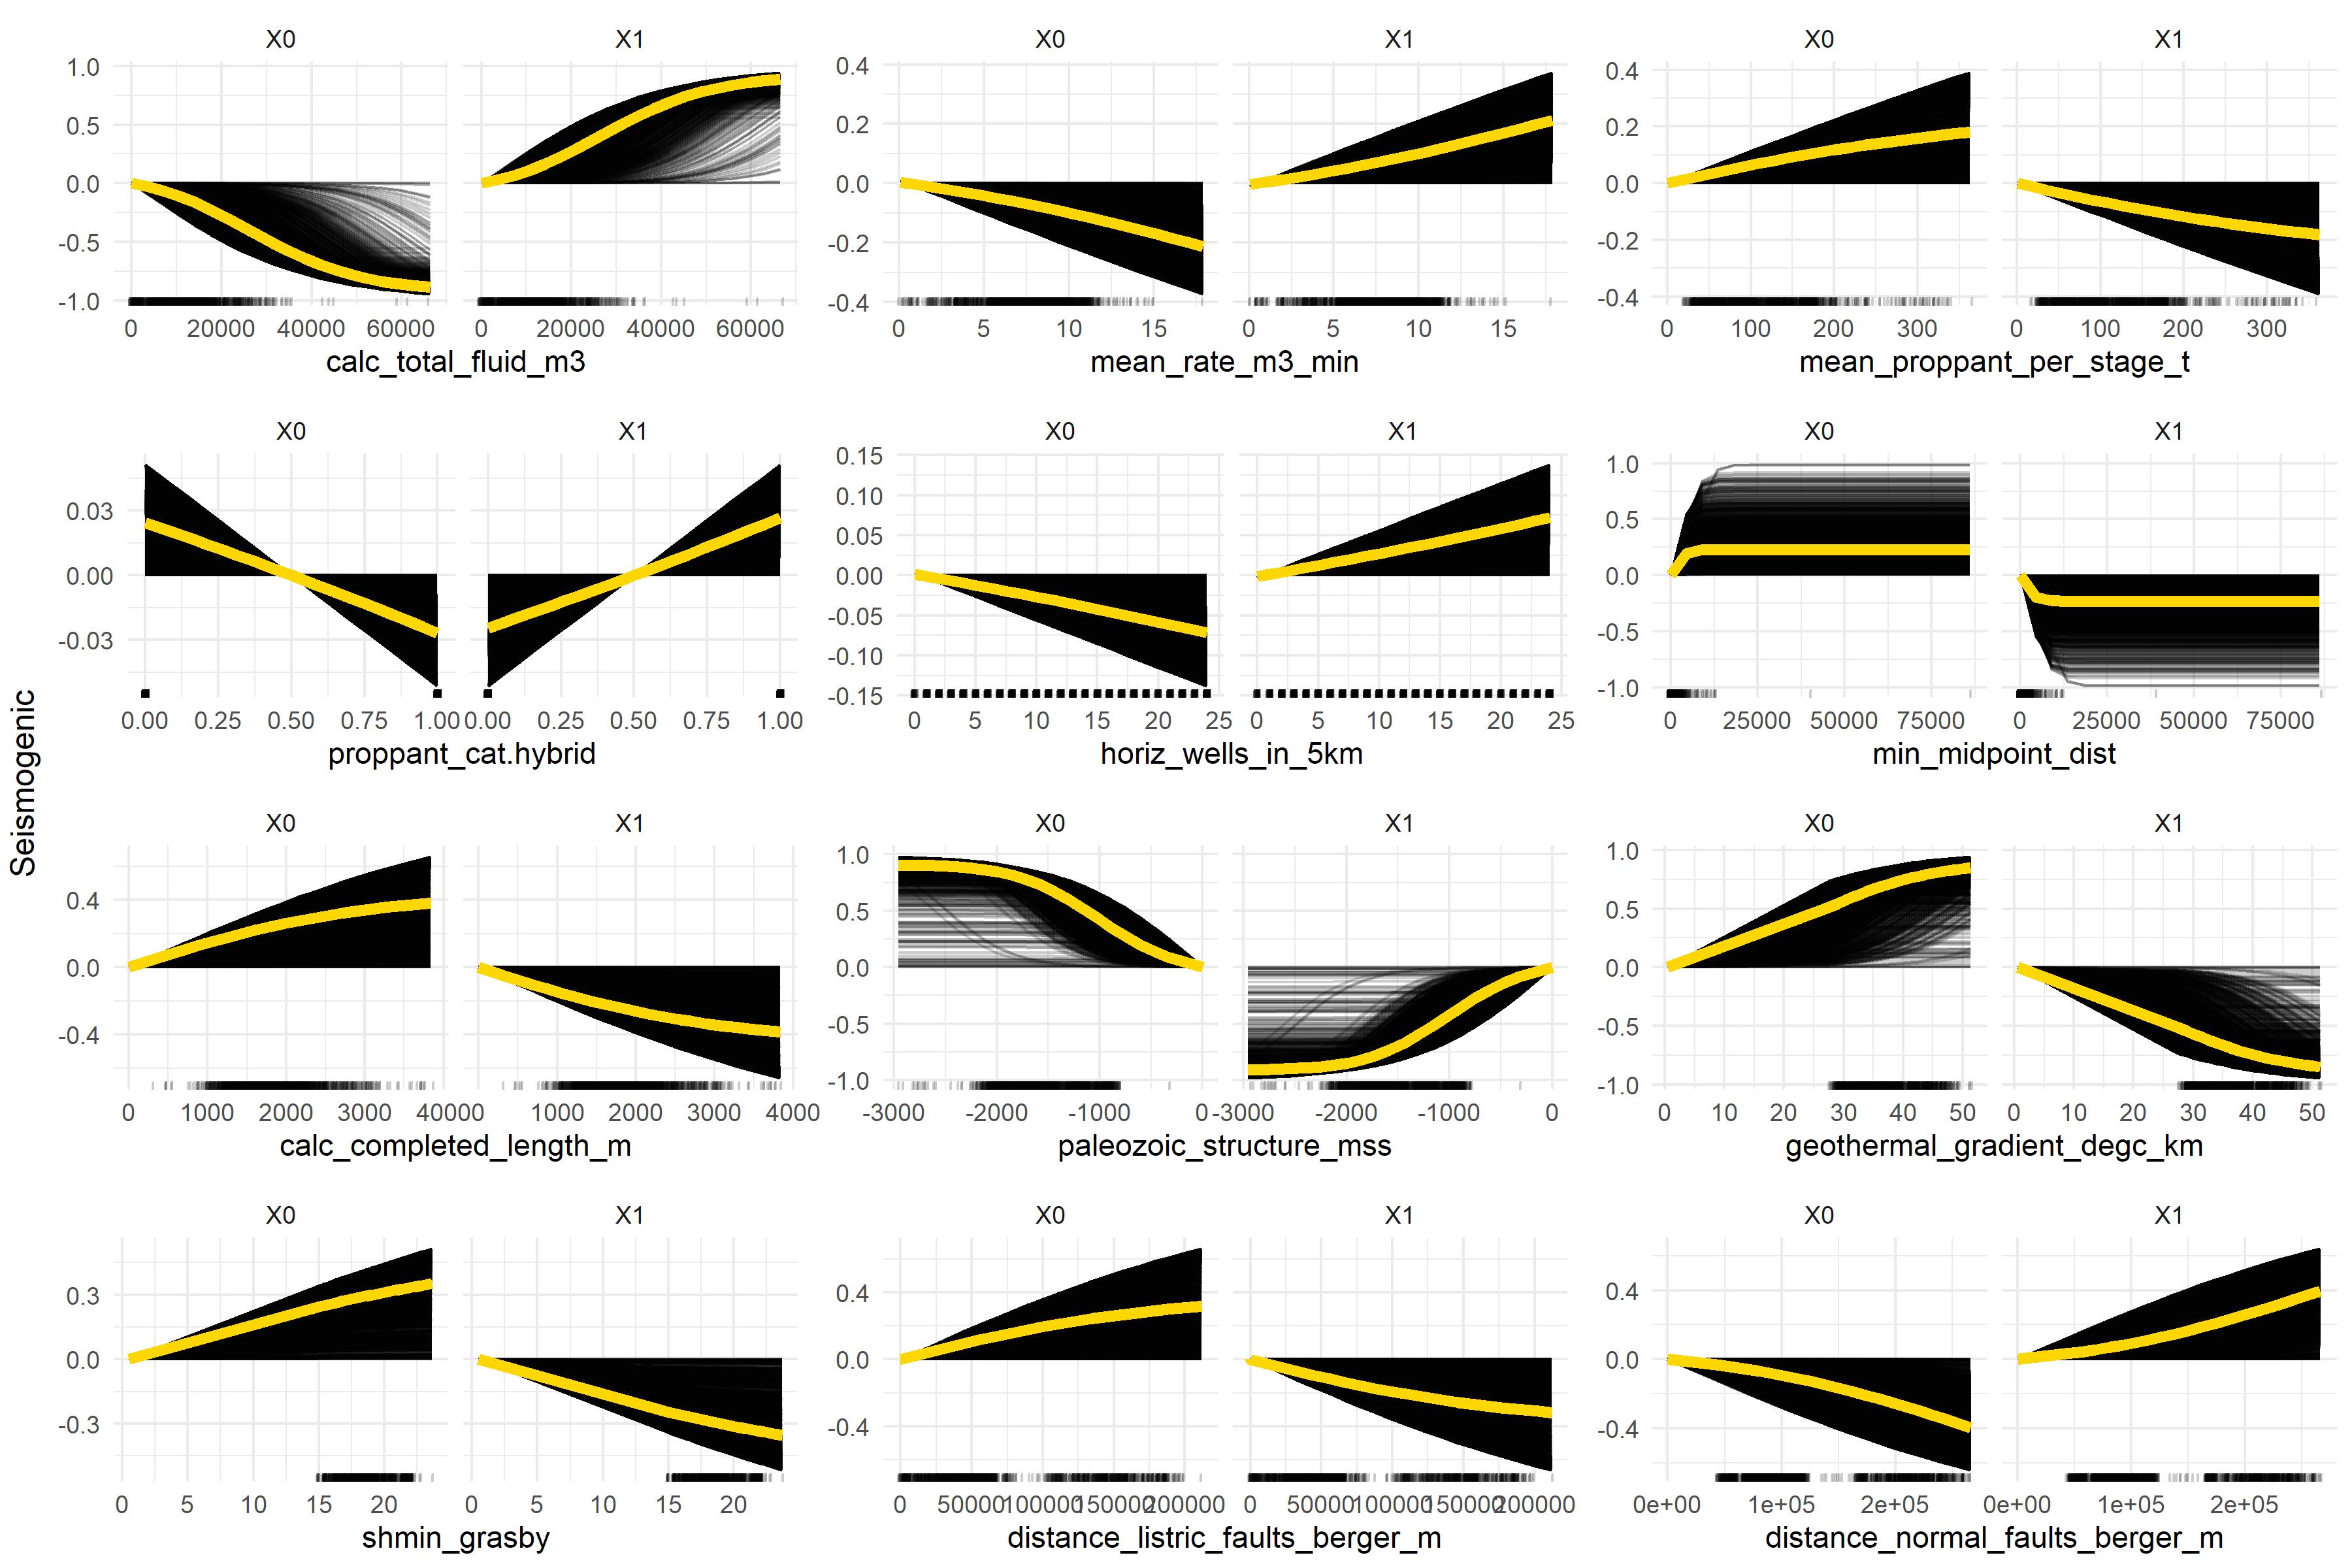 Seismogenic
X0 X1
1.0
0.5
0.0
-0.5
-1.0
0 20000 40000 60000 0 20000 40000 60000
calc_total_fluid_m3
X0 X1
0.4
0.2
0.0
-0.2
-0.4
0 5 10 15 0 5 10 15
mean_rate_m3_min
X0 X1
0.4
0.2
0.0
-0.2
-0.4
0 100 200 300 0 100 200 300
mean_proppant_per_stage_t
X0 X1
0.03
0.00
-0.03
0.00 0.25 0.50 0.75 1.00 0.00 0.25 0.50 0.75 1.00
proppant_cat.hybrid
X0 X1
0.15
0.10
0.05
0.00
-0.05
-0.10
-0.15
0 5 10 15 20 25 0 5 10 15 20 25
horiz_wells_in_5km
X0 X1
1.0
0.5
0.0
-0.5
-1.0
0 25000 50000 75000 0 25000 50000 75000
min_midpoint_dist
X0 X1
0.4
0.0
-0.4
0 1000 2000 3000 4000 0 1000 2000 3000 4000
calc_completed_length_m
X0 X1
1.0
0.5
0.0
-0.5
-1.0
-3000 -2000 -1000 0 -3000 -2000 -1000 0
paleozoic_structure_mss
X0 X1
1.0
0.5
0.0
-0.5
-1.0
0 10 20 30 40 50 0 10 20 30 40 50
geothermal_gradient_degc_km
X0 X1
0.3
0.0
-0.3
0 5 10 15 20 0 5 10 15 20
shmin_grasby
X0 X1
0.4
0.0
-0.4
0 50000 100000 150000 200000 0 50000 100000 150000 200000
distance_listric_faults_berger_m
X0 X1
0.4
0.0
-0.4
0e+00 1e+05 2e+05 0e+00 1e+05 2e+05
distance_normal_faults_berger_m